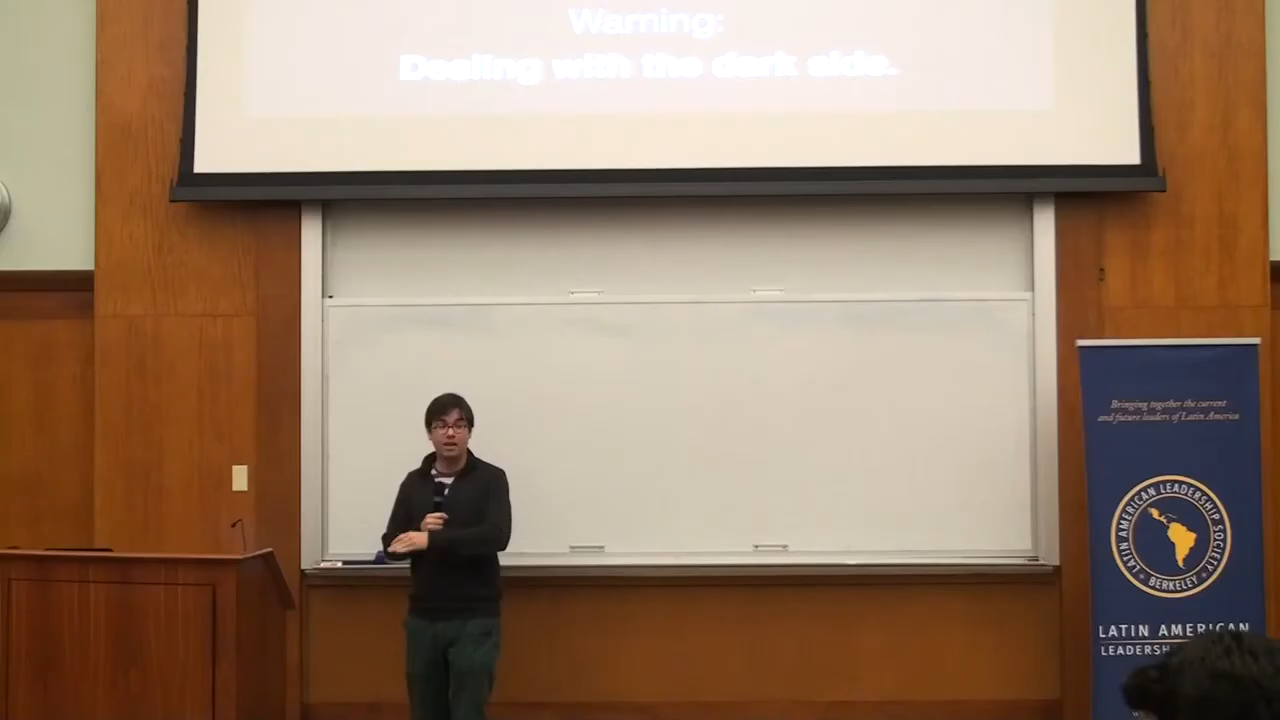 Warning:
Dealing with the dark side.
Bringing together the current
and future leaders of Latin America
LATIN AMERICAN LEADERSHIP SOCIETY
• BERKELEY •
LATIN AMERICAN
LEADERSH